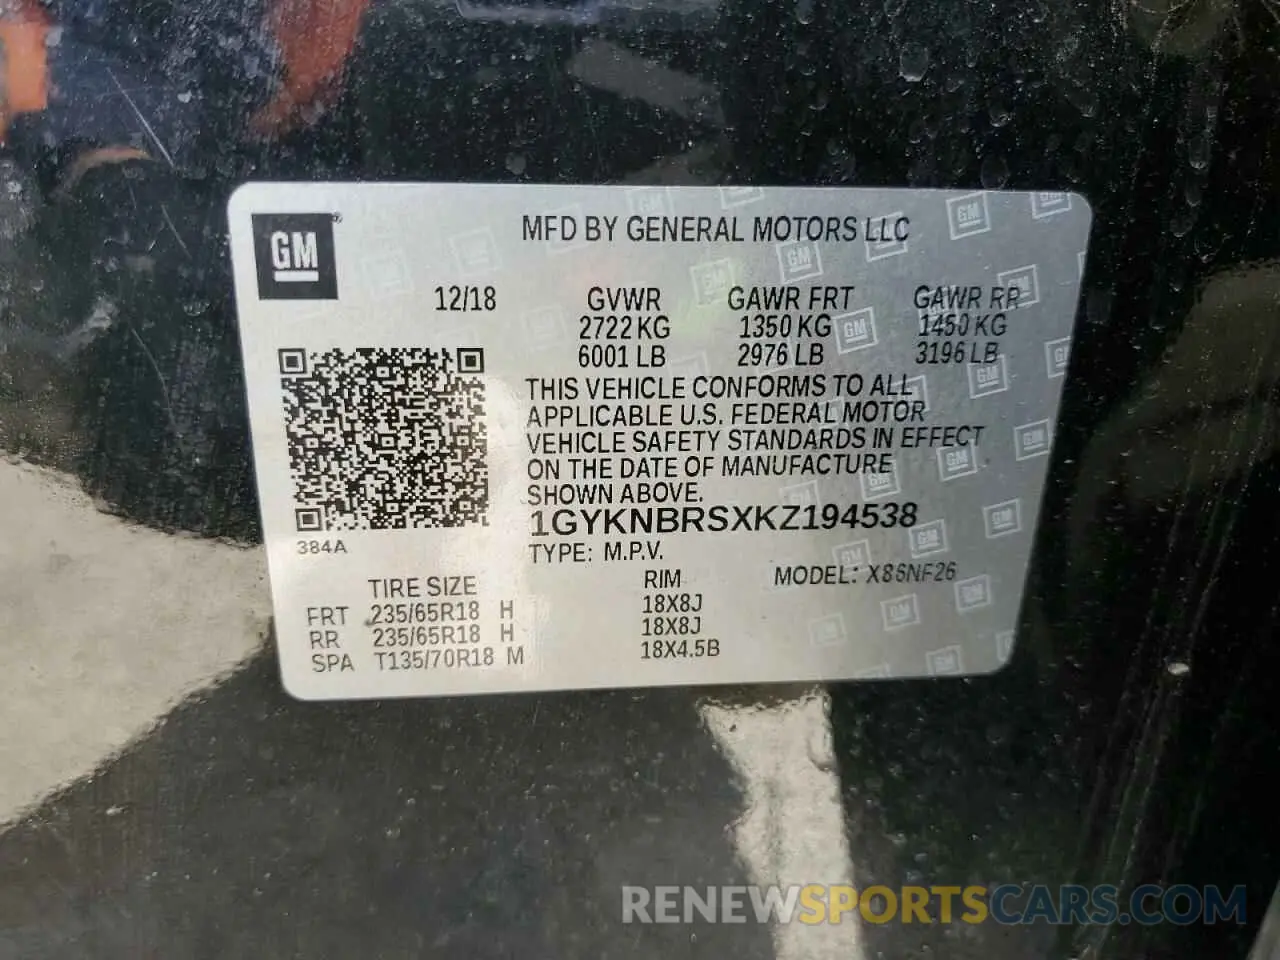 GM®
MFD BY GENERAL MOTORS LLC
12/18 GVWR GAWR FRT GAWR RR
2722 KG 1350 KG 1450 KG
6001 LB 2976 LB 3196 LB
THIS VEHICLE CONFORMS TO ALL
APPLICABLE U.S. FEDERAL MOTOR
VEHICLE SAFETY STANDARDS IN EFFECT
ON THE DATE OF MANUFACTURE
SHOWN ABOVE.
1GYKNBRSXKZ194538
384A
TYPE: M.P.V.
TIRE SIZE RIM MODEL: X86NF26
FRT 235/65R18 H 18X8J
RR 235/65R18 H 18X8J
SPA T135/70R18 M 18X4.5B
RENEWSPORTSCARS.COM